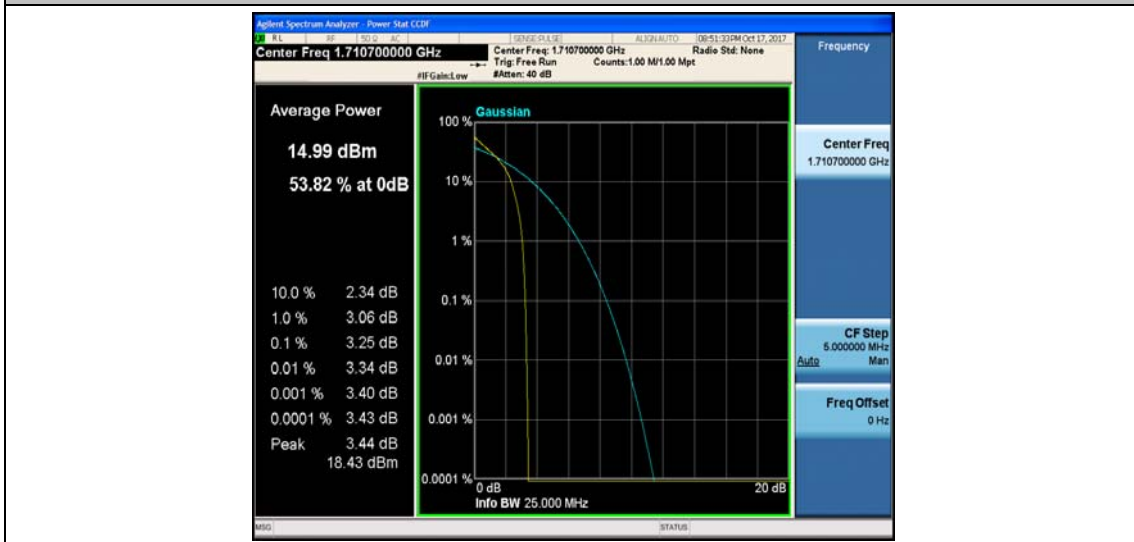 Agilent Spectrum Analyzer - Power Stat CCDF
RL RF 50 Ω AC SENSE:PULSE ALIGN AUTO 08:51:33 PM Oct 17, 2017
Center Freq 1.710700000 GHz
Center Freq: 1.710700000 GHz Radio Std: None
Trig: Free Run Counts:1.00 M/1.00 Mpt
#IFGain:Low #Atten: 40 dB
Frequency
Average Power
14.99 dBm
53.82 % at 0dB
10.0 % 2.34 dB
1.0 % 3.06 dB
0.1 % 3.25 dB
0.01 % 3.34 dB
0.001 % 3.40 dB
0.0001 % 3.43 dB
Peak 3.44 dB
18.43 dBm
Gaussian
100 %
10 %
1 %
0.1 %
0.01 %
0.001 %
0.0001 %
0 dB 20 dB
Info BW 25.000 MHz
Center Freq
1.710700000 GHz
CF Step
5.000000 MHz
Auto Man
Freq Offset
0 Hz
MSG STATUS